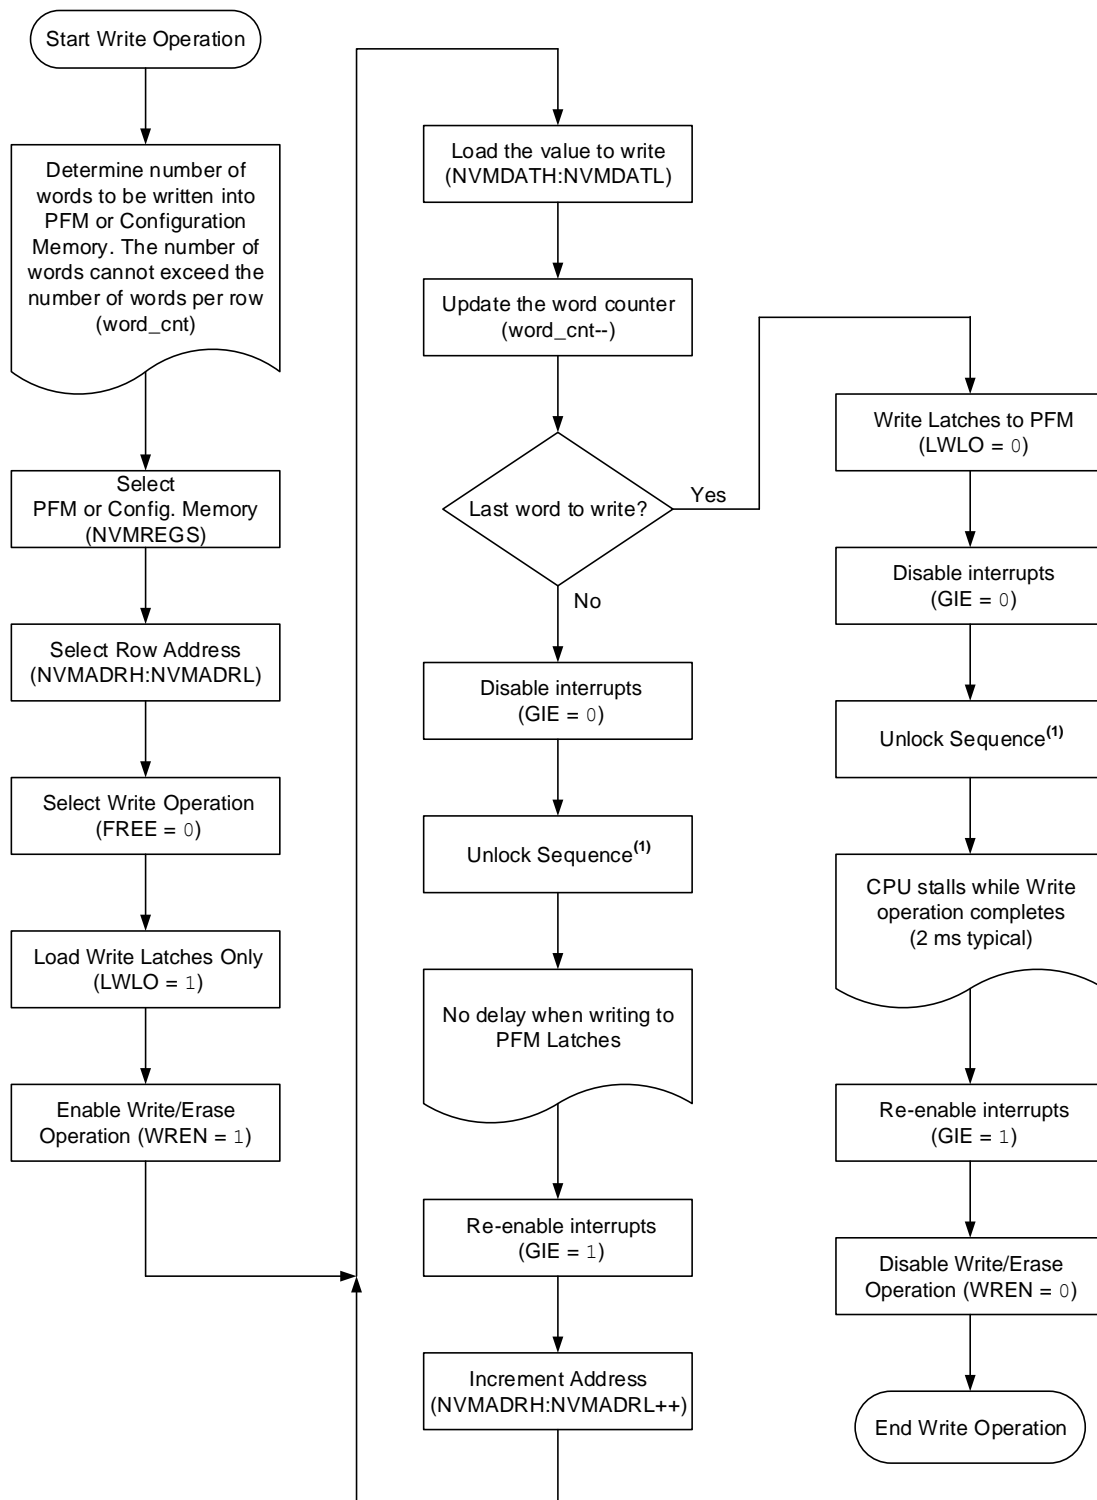 Start Write Operation
Determine number of
words to be written into
PFM or Configuration
Memory. The number of
words cannot exceed the
number of words per row
(word_cnt)
Select
PFM or Config. Memory
(NVMREGS)
Select Row Address
(NVMADRH:NVMADRL)
Select Write Operation
(FREE = 0)
Load Write Latches Only
(LWLO = 1)
Enable Write/Erase
Operation (WREN = 1)
Load the value to write
(NVMDATH:NVMDATL)
Update the word counter
(word_cnt--)
Last word to write?
Yes
No
Disable interrupts
(GIE = 0)
Unlock Sequence(1)
No delay when writing to
PFM Latches
Re-enable interrupts
(GIE = 1)
Increment Address
(NVMADRH:NVMADRL++)
Write Latches to PFM
(LWLO = 0)
Disable interrupts
(GIE = 0)
Unlock Sequence(1)
CPU stalls while Write
operation completes
(2 ms typical)
Re-enable interrupts
(GIE = 1)
Disable Write/Erase
Operation (WREN = 0)
End Write Operation